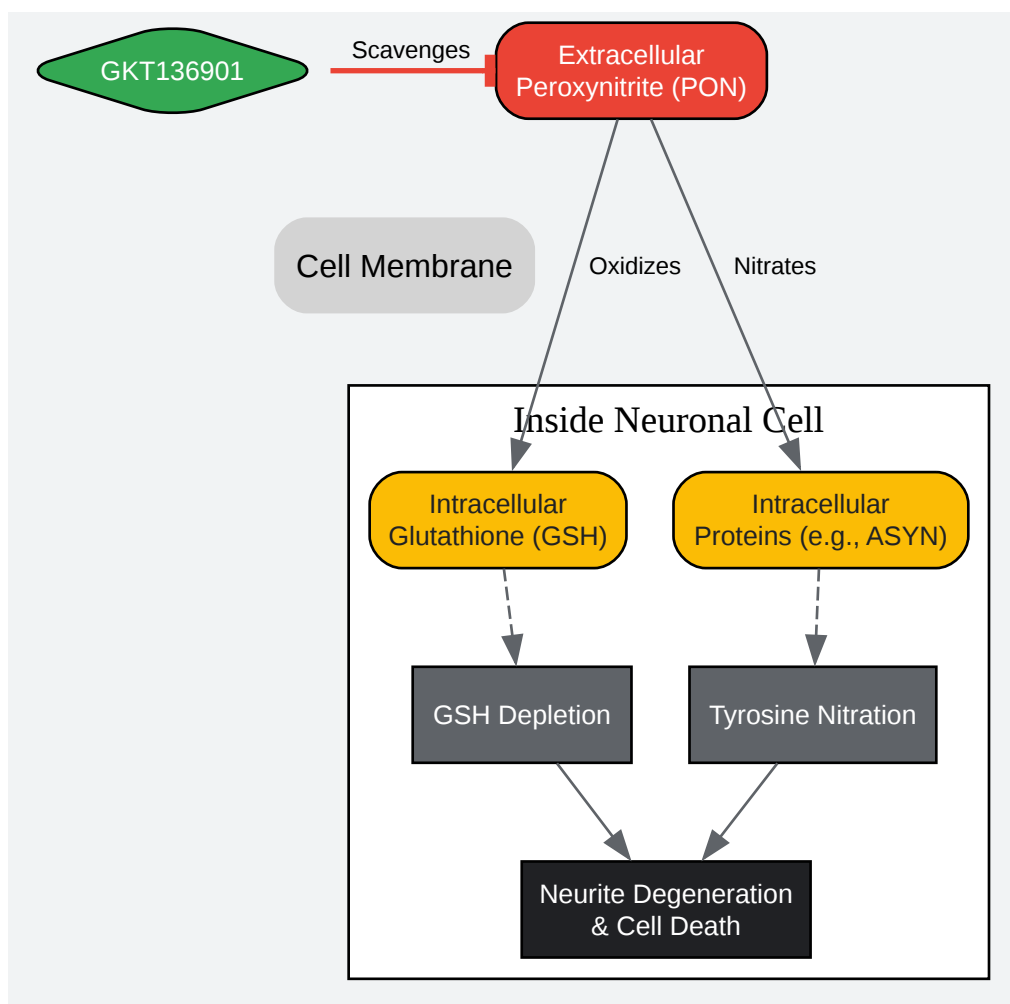 GKT136901
Scavenges
Extracellular
Peroxynitrite (PON)
Cell Membrane
Oxidizes
Nitrates
Inside Neuronal Cell
Intracellular
Glutathione (GSH)
Intracellular
Proteins (e.g., ASYN)
GSH Depletion
Tyrosine Nitration
Neurite Degeneration
& Cell Death